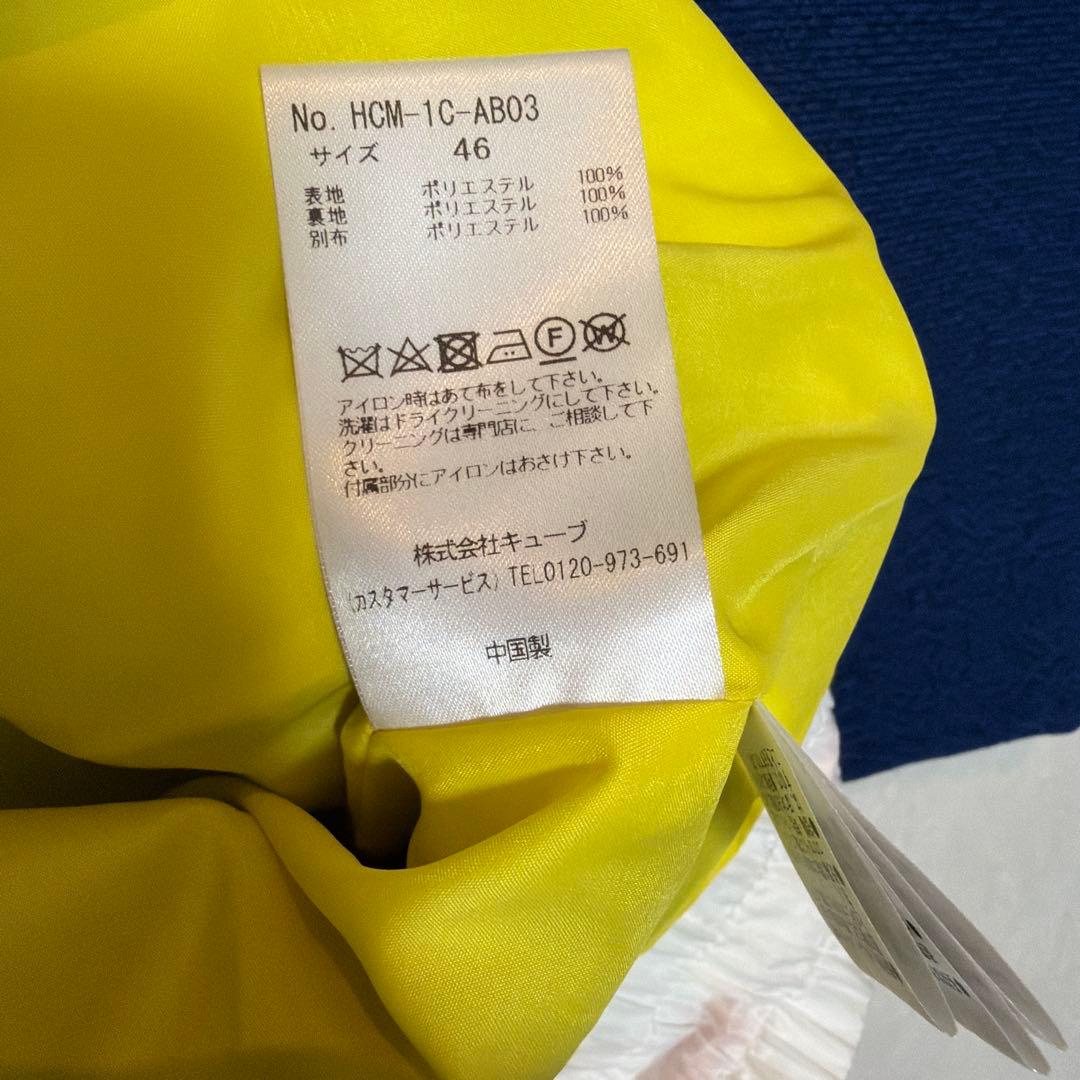 No. HCM-1C-AB03
サイズ 46
表地 ポリエステル 100%
裏地 ポリエステル 100%
別布 ポリエステル 100%
F W
アイロン時はあて布をして下さい。
洗濯はドライクリーニングにして下さい。
クリーニングは専門店に、ご相談して下
さい。
付属部分にアイロンはおさけ下さい。
株式会社キューブ
(カスタマーサービス) TEL0120-973-691
中国製